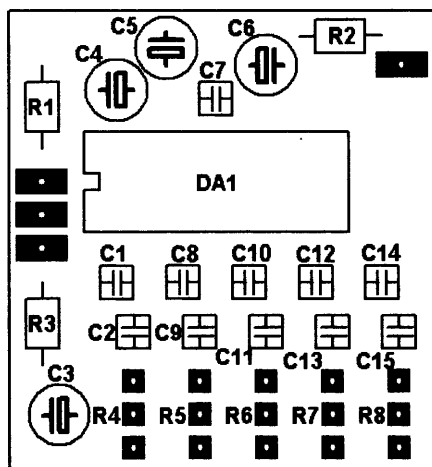 C5
C6
R2
C4
C7
R1
DA1
C1 C8 C10 C12 C14
R3
C2 C9
C11 C13 C15
C3
R4 R5 R6 R7 R8